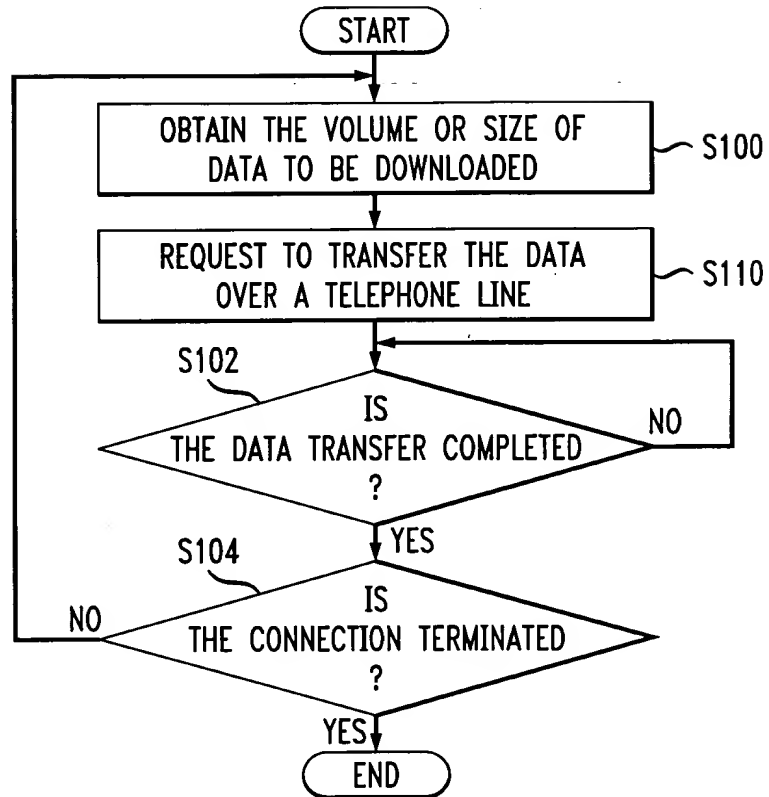 START
OBTAIN THE VOLUME OR SIZE OF
DATA TO BE DOWNLOADED
S100
REQUEST TO TRANSFER THE DATA
OVER A TELEPHONE LINE
S110
S102
IS
THE DATA TRANSFER COMPLETED
?
NO
YES
S104
IS
THE CONNECTION TERMINATED
?
NO
YES
END